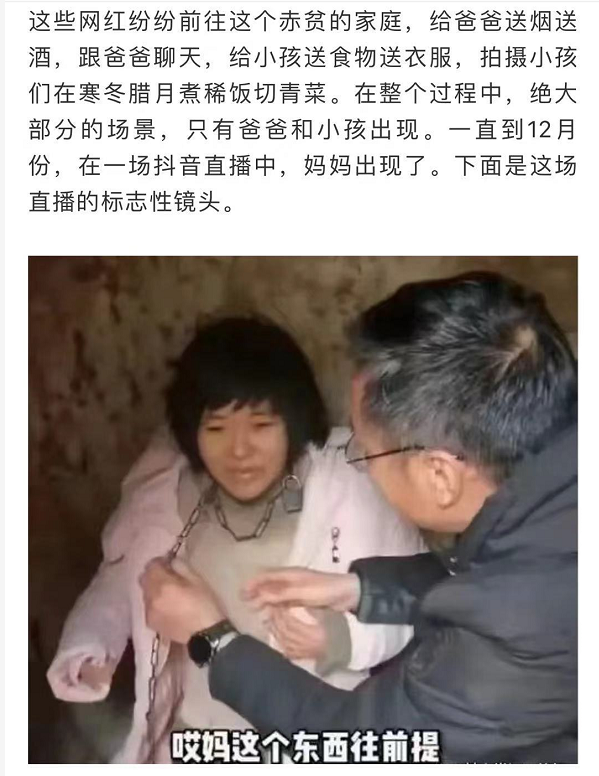 这些网红纷纷前往这个赤贫的家庭，给爸爸送烟送
酒，跟爸爸聊天，给小孩送食物送衣服，拍摄小孩
们在寒冬腊月煮稀饭切青菜。在整个过程中，绝大
部分的场景，只有爸爸和小孩出现。一直到12月
份，在一场抖音直播中，妈妈出现了。下面是这场
直播的标志性镜头。
哎妈这个东西往前提